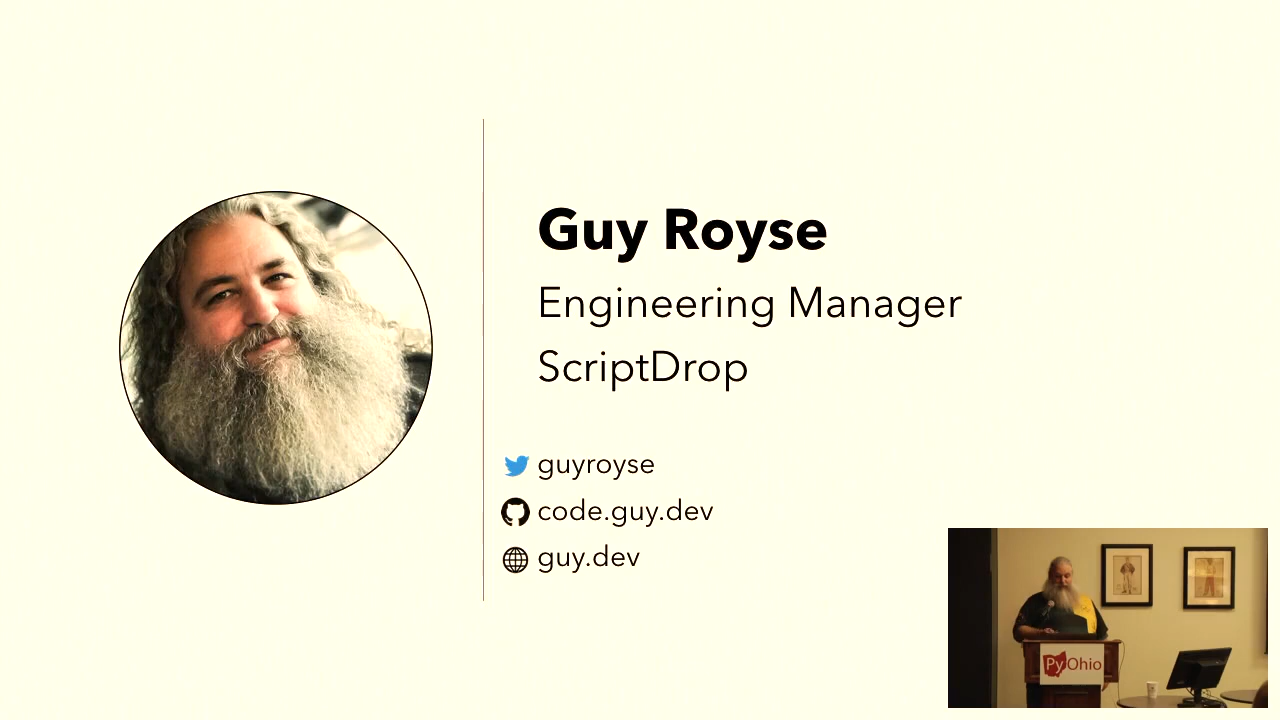 Guy Royse
Engineering Manager
ScriptDrop
guyroyse
code.guy.dev
guy.dev
PyOhio